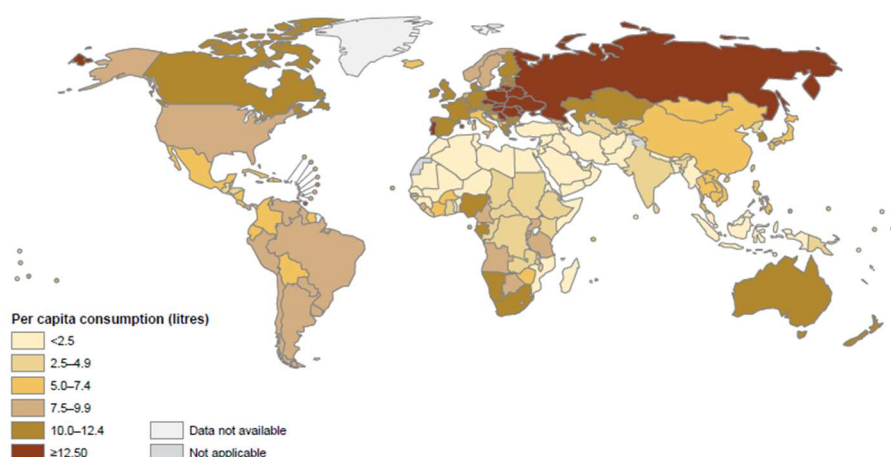 Per capita consumption (litres)
<2.5
2.5–4.9
5.0–7.4
7.5–9.9
10.0–12.4
≥12.50
Data not available
Not applicable